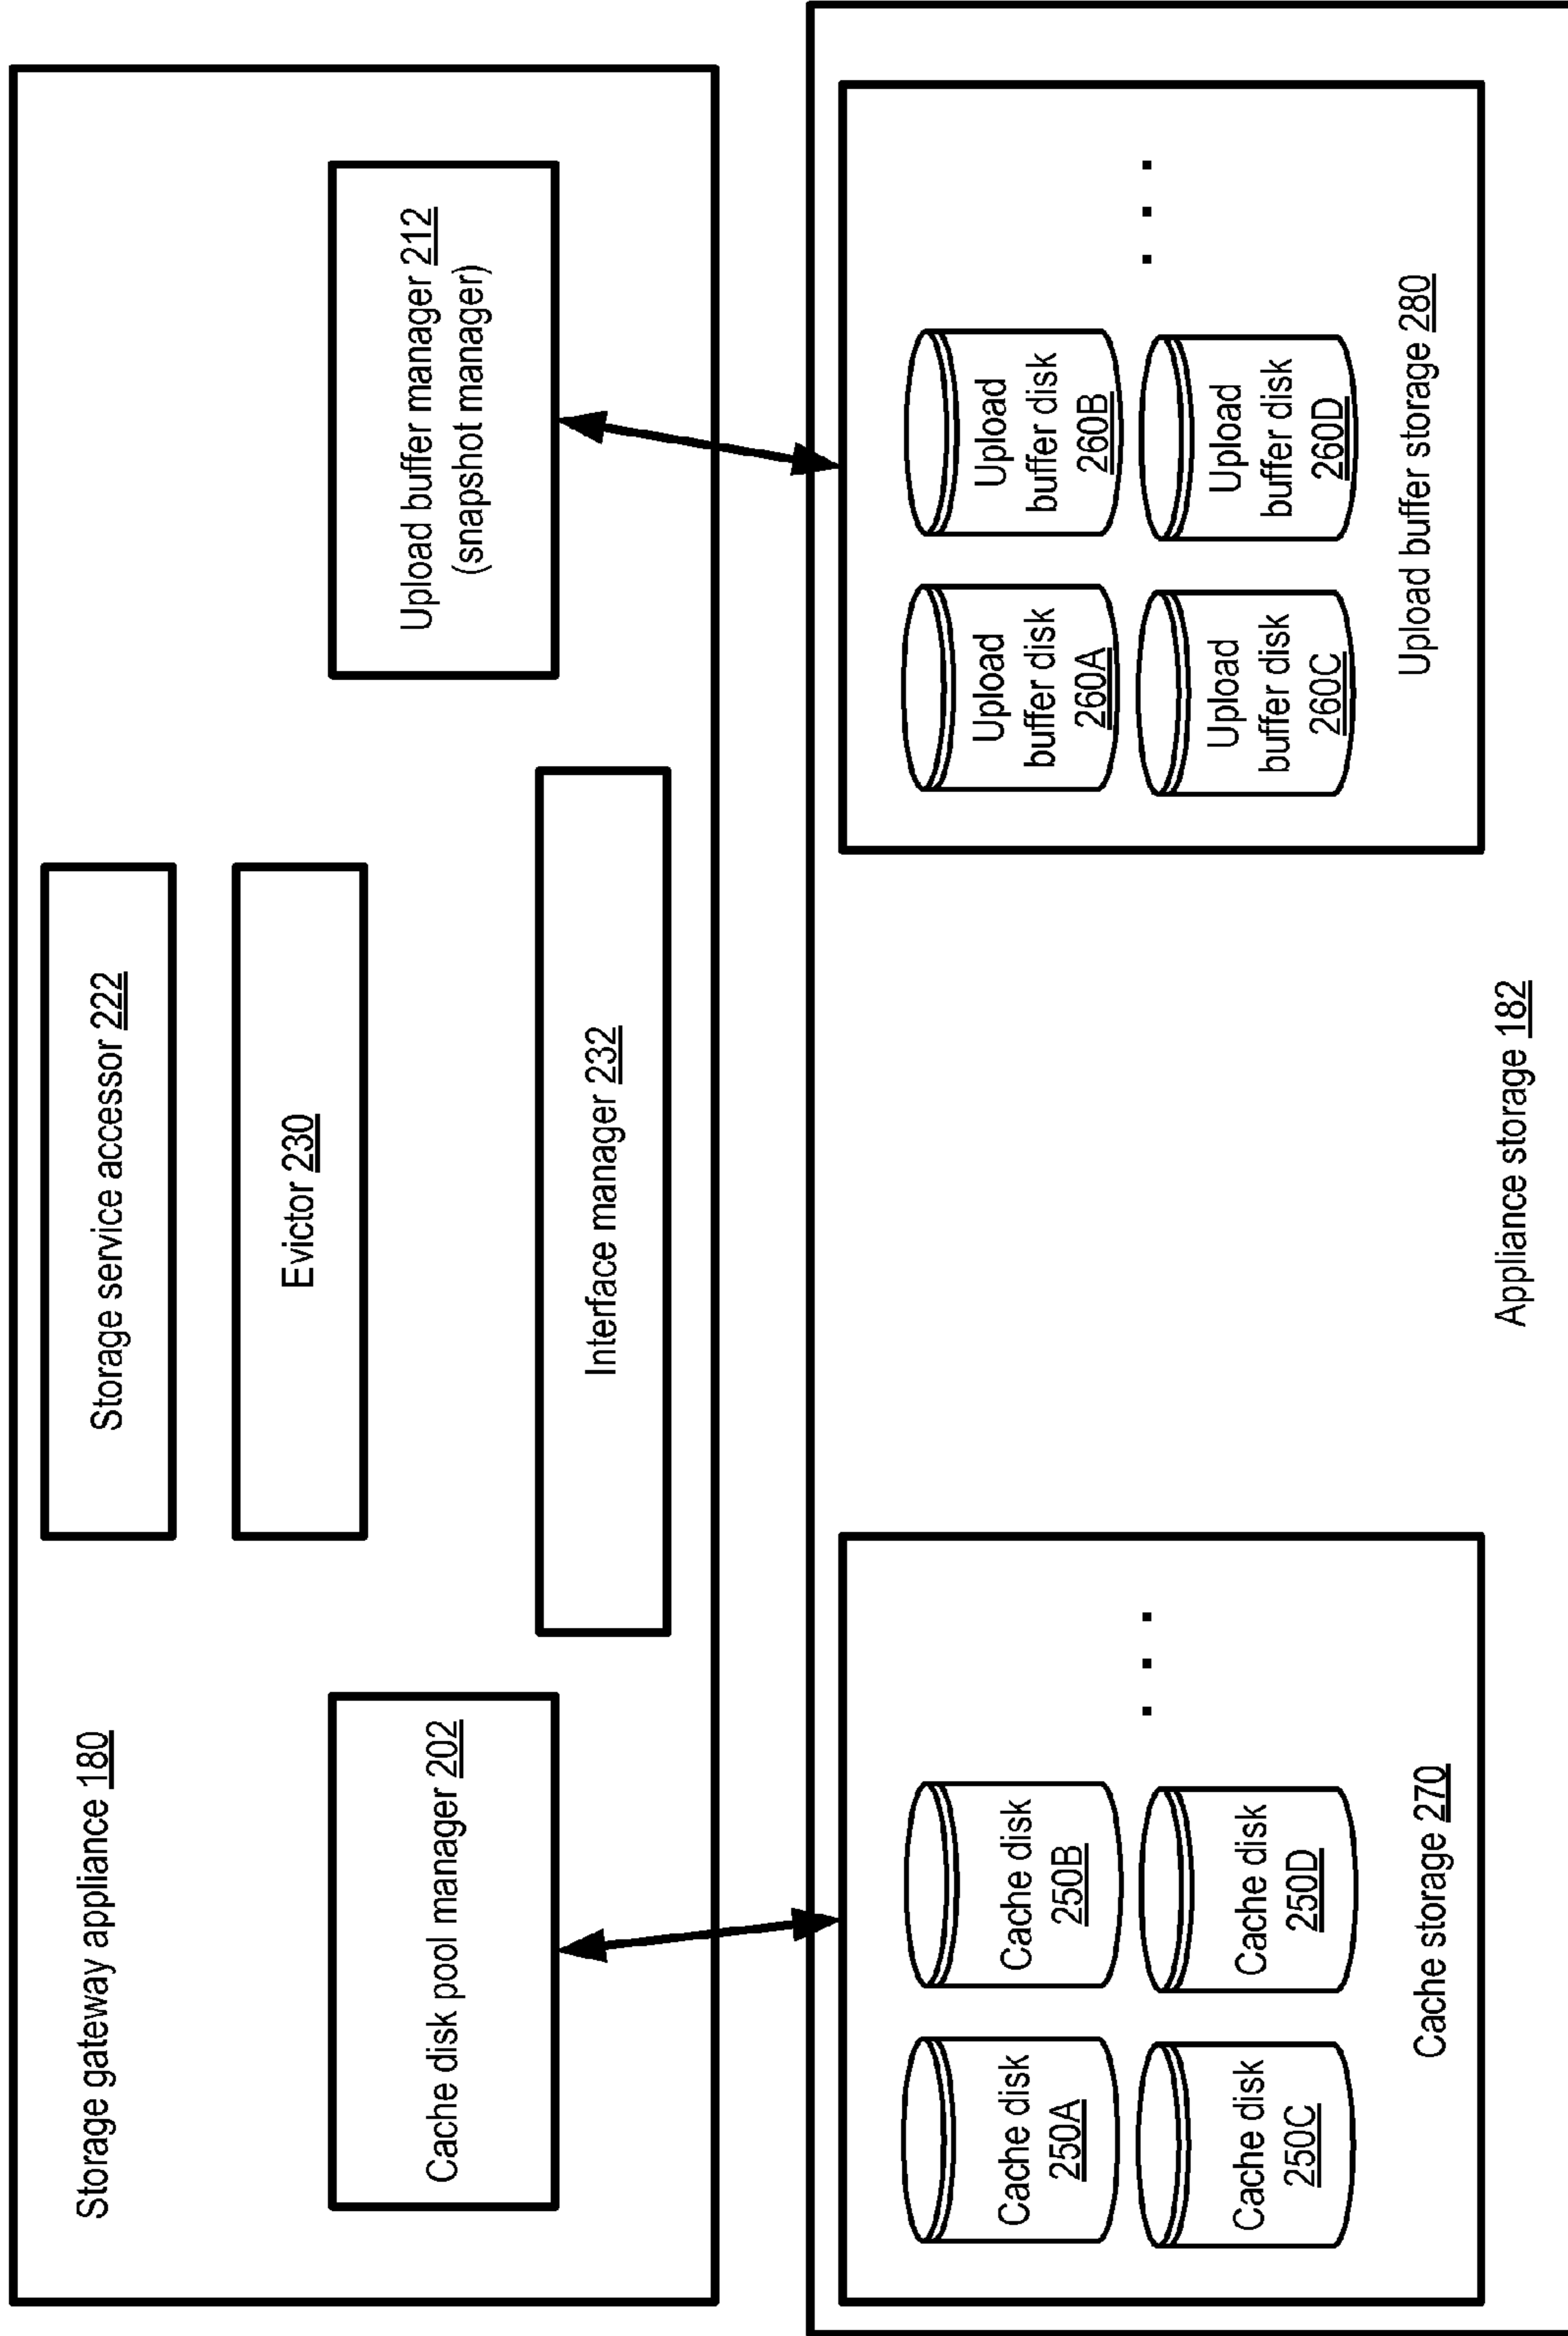 Storage gateway appliance 180
Storage service accessor 222
Evictor 230
Cache disk pool manager 202
Upload buffer manager 212
(snapshot manager)
Interface manager 232
Cache disk
250A
Cache disk
250B
Cache disk
250C
Cache disk
250D
. . .
Cache storage 270
Upload
buffer disk
260A
Upload
buffer disk
260B
Upload
buffer disk
260C
Upload
buffer disk
260D
. . .
Upload buffer storage 280
Appliance storage 182